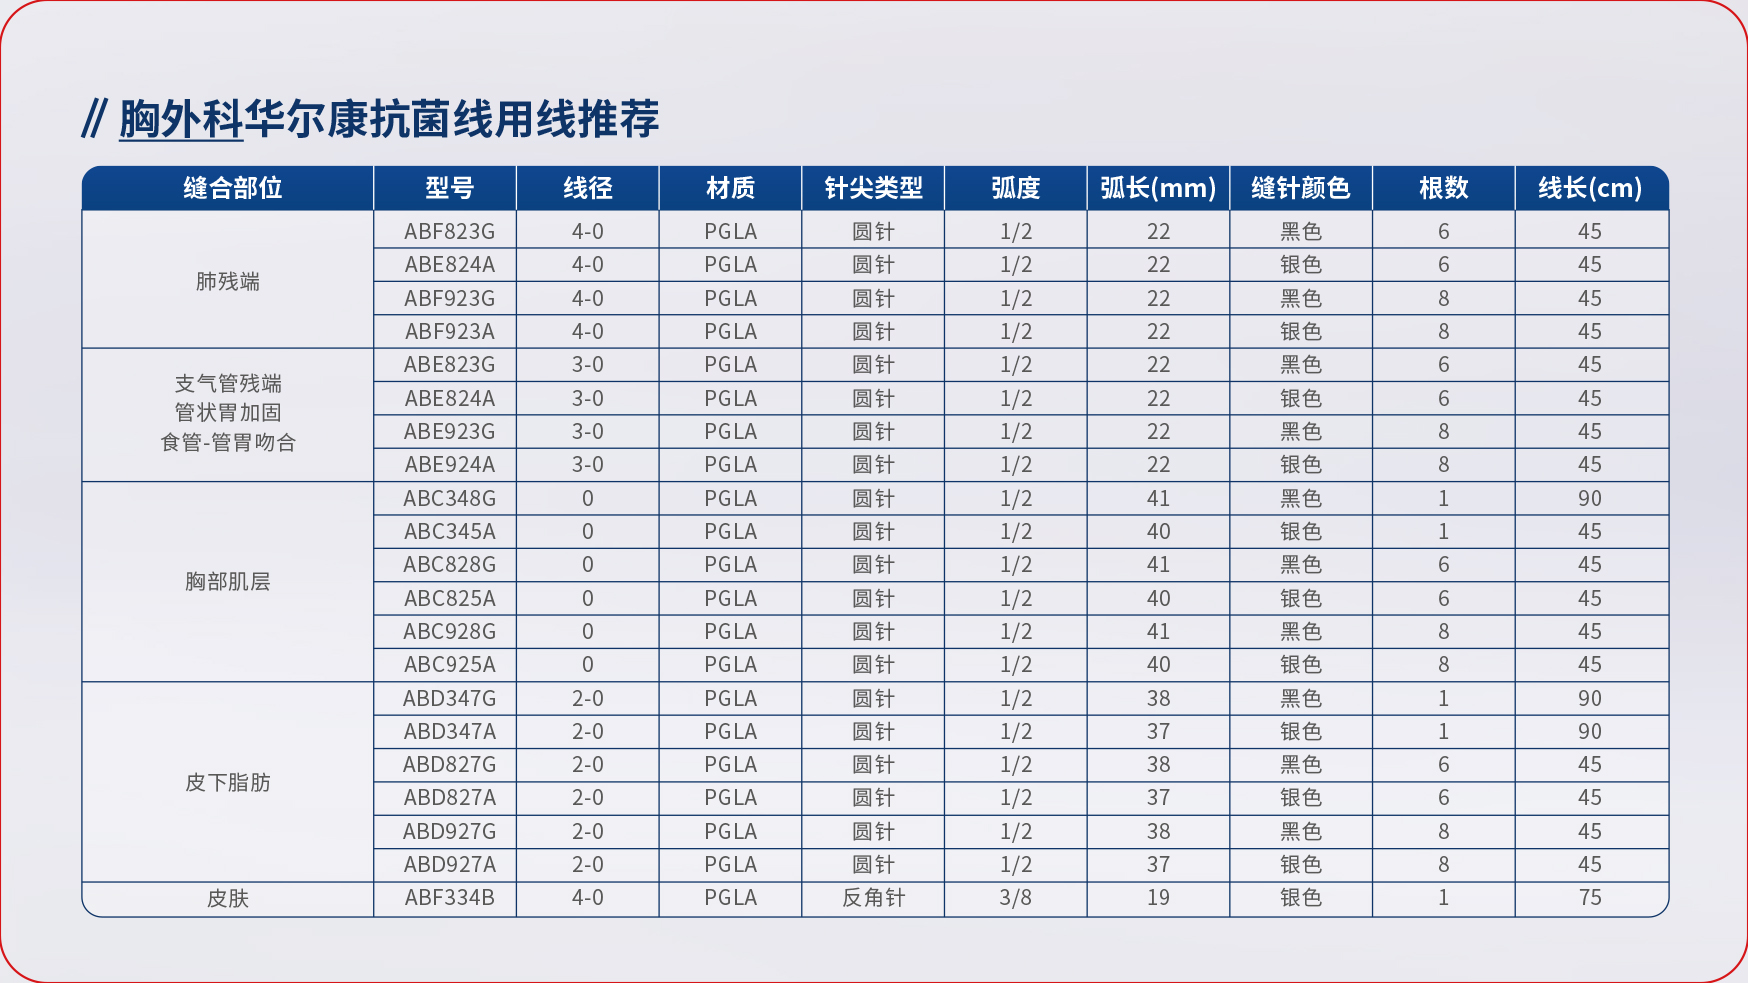 // 胸外科华尔康抗菌线用线推荐
缝合部位 型号 线径 材质 针尖类型 弧度 弧长(mm) 缝针颜色 根数 线长(cm)
肺残端
ABF823G 4-0 PGLA 圆针 1/2 22 黑色 6 45
ABE824A 4-0 PGLA 圆针 1/2 22 银色 6 45
ABF923G 4-0 PGLA 圆针 1/2 22 黑色 8 45
ABF923A 4-0 PGLA 圆针 1/2 22 银色 8 45
支气管残端
管状胃加固
食管-管胃吻合
ABE823G 3-0 PGLA 圆针 1/2 22 黑色 6 45
ABE824A 3-0 PGLA 圆针 1/2 22 银色 6 45
ABE923G 3-0 PGLA 圆针 1/2 22 黑色 8 45
ABE924A 3-0 PGLA 圆针 1/2 22 银色 8 45
胸部肌层
ABC348G 0 PGLA 圆针 1/2 41 黑色 1 90
ABC345A 0 PGLA 圆针 1/2 40 银色 1 45
ABC828G 0 PGLA 圆针 1/2 41 黑色 6 45
ABC825A 0 PGLA 圆针 1/2 40 银色 6 45
ABC928G 0 PGLA 圆针 1/2 41 黑色 8 45
ABC925A 0 PGLA 圆针 1/2 40 银色 8 45
皮下脂肪
ABD347G 2-0 PGLA 圆针 1/2 38 黑色 1 90
ABD347A 2-0 PGLA 圆针 1/2 37 银色 1 90
ABD827G 2-0 PGLA 圆针 1/2 38 黑色 6 45
ABD827A 2-0 PGLA 圆针 1/2 37 银色 6 45
ABD927G 2-0 PGLA 圆针 1/2 38 黑色 8 45
ABD927A 2-0 PGLA 圆针 1/2 37 银色 8 45
皮肤 ABF334B 4-0 PGLA 反角针 3/8 19 银色 1 75